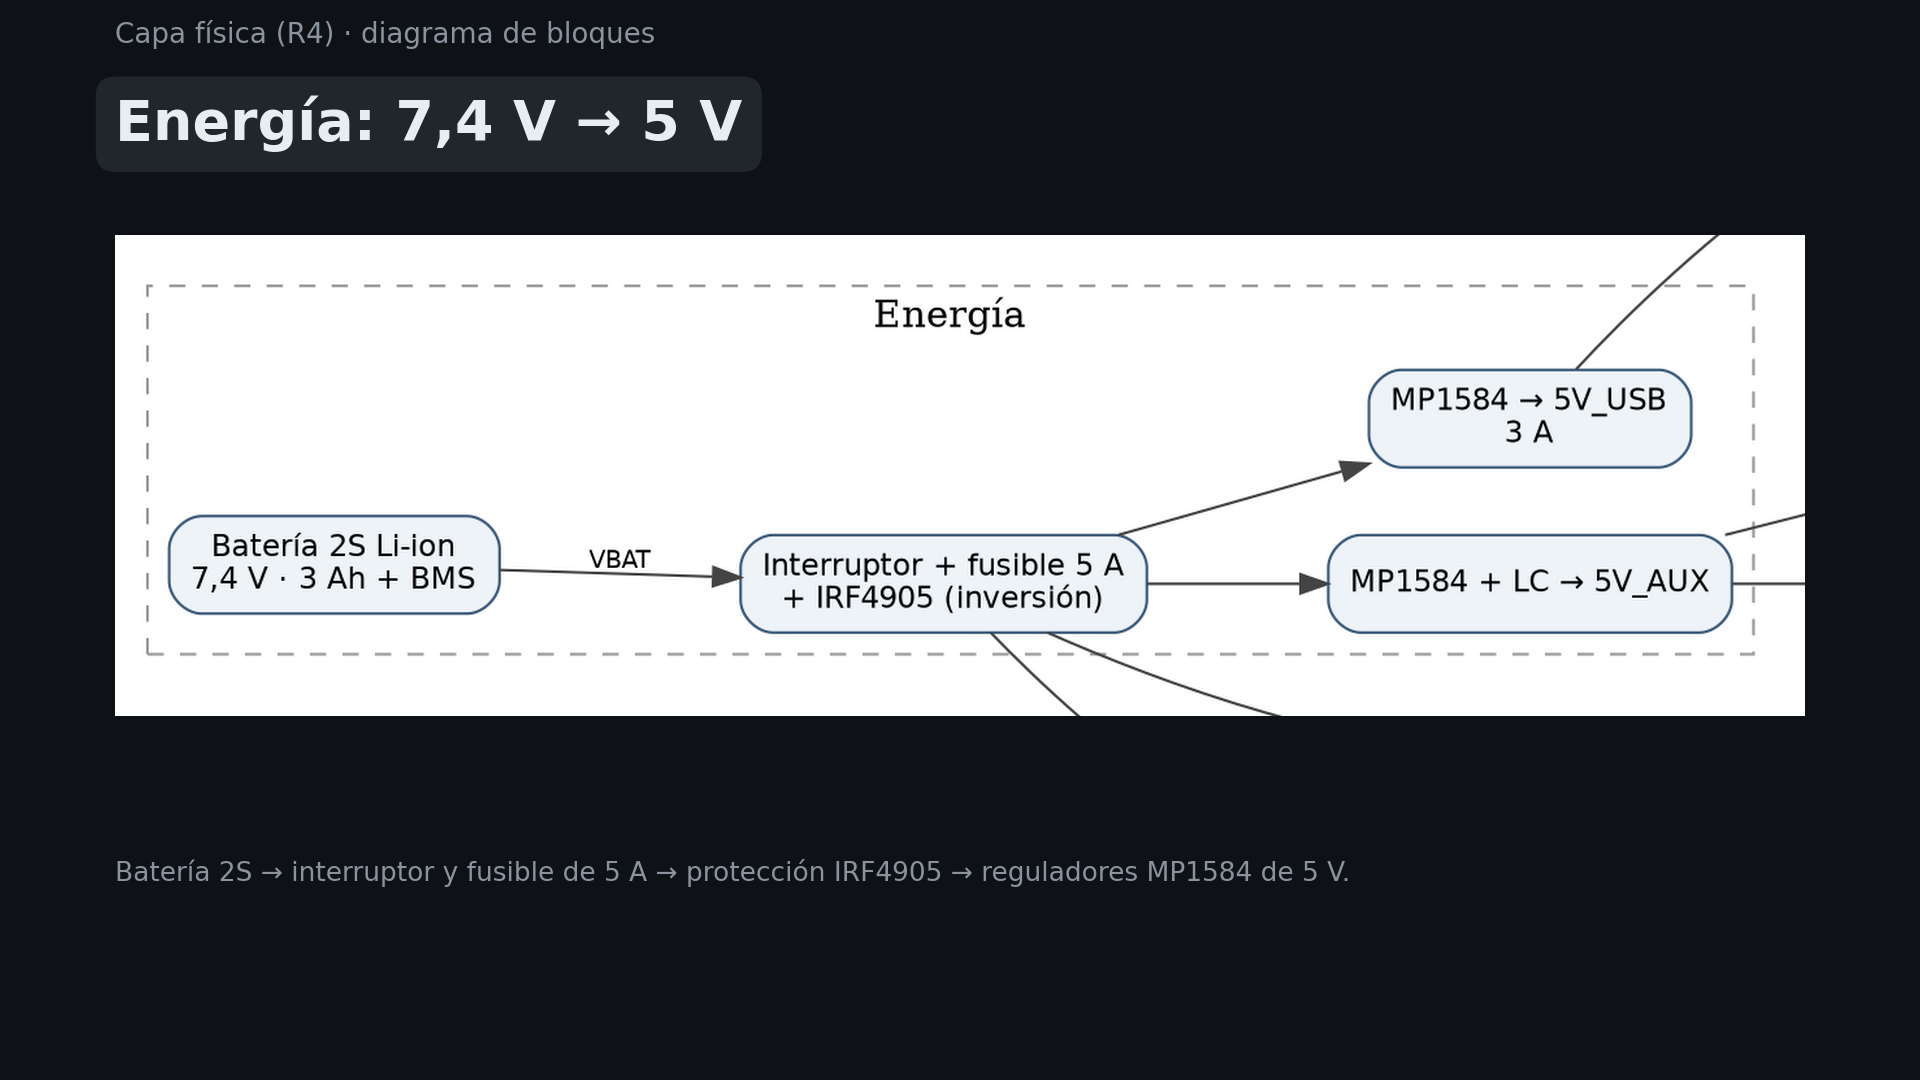 Capa física (R4) · diagrama de bloques
Energía: 7,4 V → 5 V
Energía
MP1584 → 5V_USB
3 A
Batería 2S Li-ion
7,4 V · 3 Ah + BMS
VBAT
Interruptor + fusible 5 A
+ IRF4905 (inversión)
MP1584 + LC → 5V_AUX
Batería 2S → interruptor y fusible de 5 A → protección IRF4905 → reguladores MP1584 de 5 V.